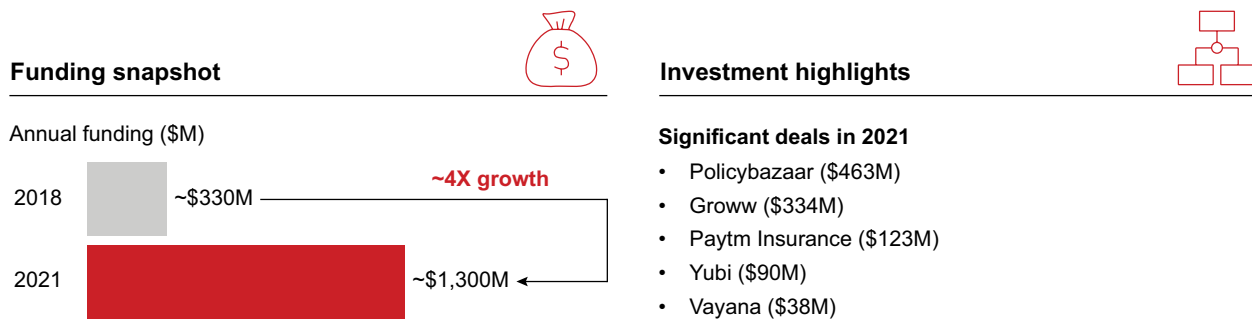 Funding snapshot
$
Annual funding ($M)
2018
~$330M
~4X growth
2021
~$1,300M
Investment highlights
Significant deals in 2021
• Policybazaar ($463M)
• Groww ($334M)
• Paytm Insurance ($123M)
• Yubi ($90M)
• Vayana ($38M)